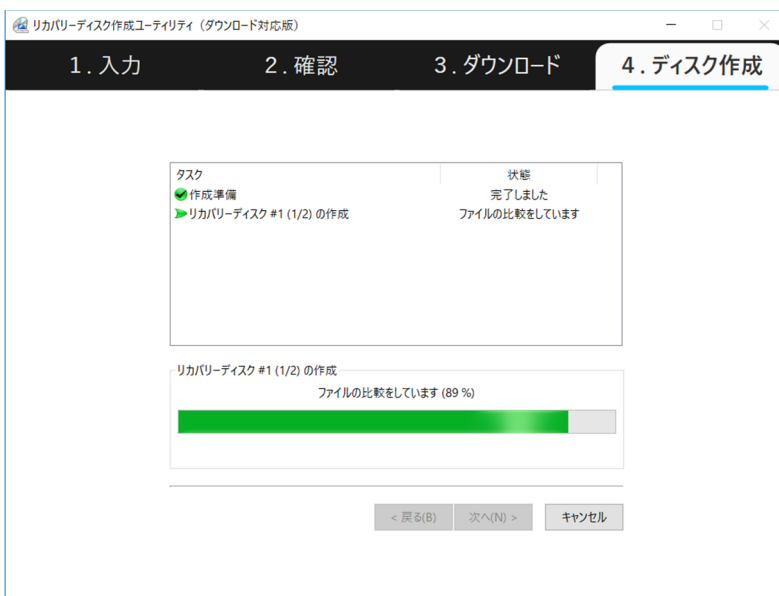 リカバリーディスク作成ユーティリティ（ダウンロード対応版）
1.入力 2.確認 3.ダウンロード 4.ディスク作成
タスク 状態
作成準備 完了しました
リカバリーディスク #1 (1/2) の作成 ファイルの比較をしています
リカバリーディスク #1 (1/2) の作成
ファイルの比較をしています (89 %)
< 戻る(B) 次へ(N) > キャンセル